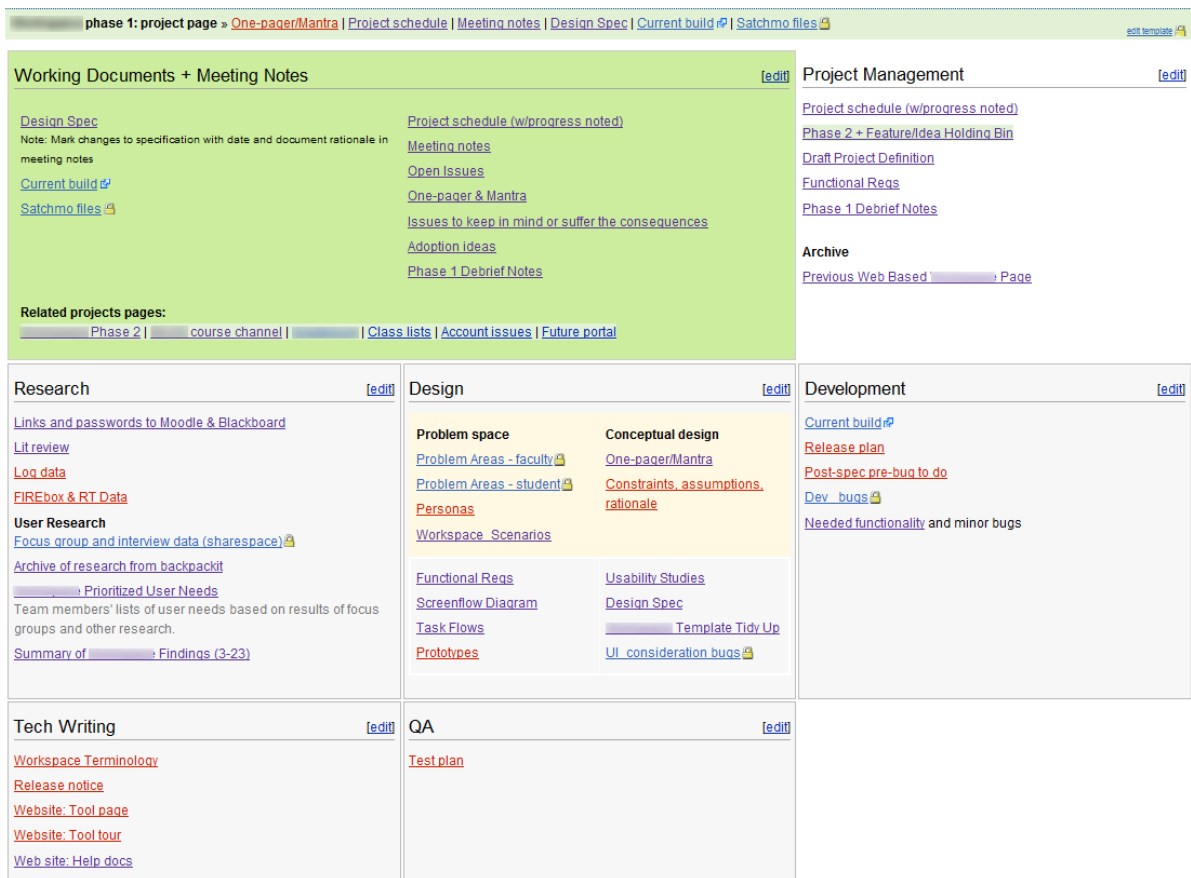 phase 1: project page » One-pager/Mantra | Project schedule | Meeting notes | Design Spec | Current build | Satchmo files
edit template
Working Documents + Meeting Notes [edit]
Design Spec
Note: Mark changes to specification with date and document rationale in
meeting notes
Current build
Satchmo files
Project schedule (w/progress noted)
Meeting notes
Open Issues
One-pager & Mantra
Issues to keep in mind or suffer the consequences
Adoption ideas
Phase 1 Debrief Notes
Related projects pages:
Phase 2 | course channel | | Class lists | Account issues | Future portal
Project Management [edit]
Project schedule (w/progress noted)
Phase 2 + Feature/Idea Holding Bin
Draft Project Definition
Functional Reqs
Phase 1 Debrief Notes
Archive
Previous Web Based Page
Research [edit]
Links and passwords to Moodle & Blackboard
Lit review
Log data
FIREbox & RT Data
User Research
Focus group and interview data (sharespace)
Archive of research from backpackit
Prioritized User Needs
Team members' lists of user needs based on results of focus
groups and other research.
Summary of Findings (3-23)
Design [edit]
Problem space
Problem Areas - faculty
Problem Areas - student
Personas
Workspace Scenarios
Conceptual design
One-pager/Mantra
Constraints, assumptions,
rationale
Functional Reqs
Screenflow Diagram
Task Flows
Prototypes
Usability Studies
Design Spec
Template Tidy Up
UI consideration bugs
Development [edit]
Current build
Release plan
Post-spec pre-bug to do
Dev bugs
Needed functionality and minor bugs
Tech Writing [edit]
Workspace Terminology
Release notice
Website: Tool page
Website: Tool tour
Web site: Help docs
QA [edit]
Test plan